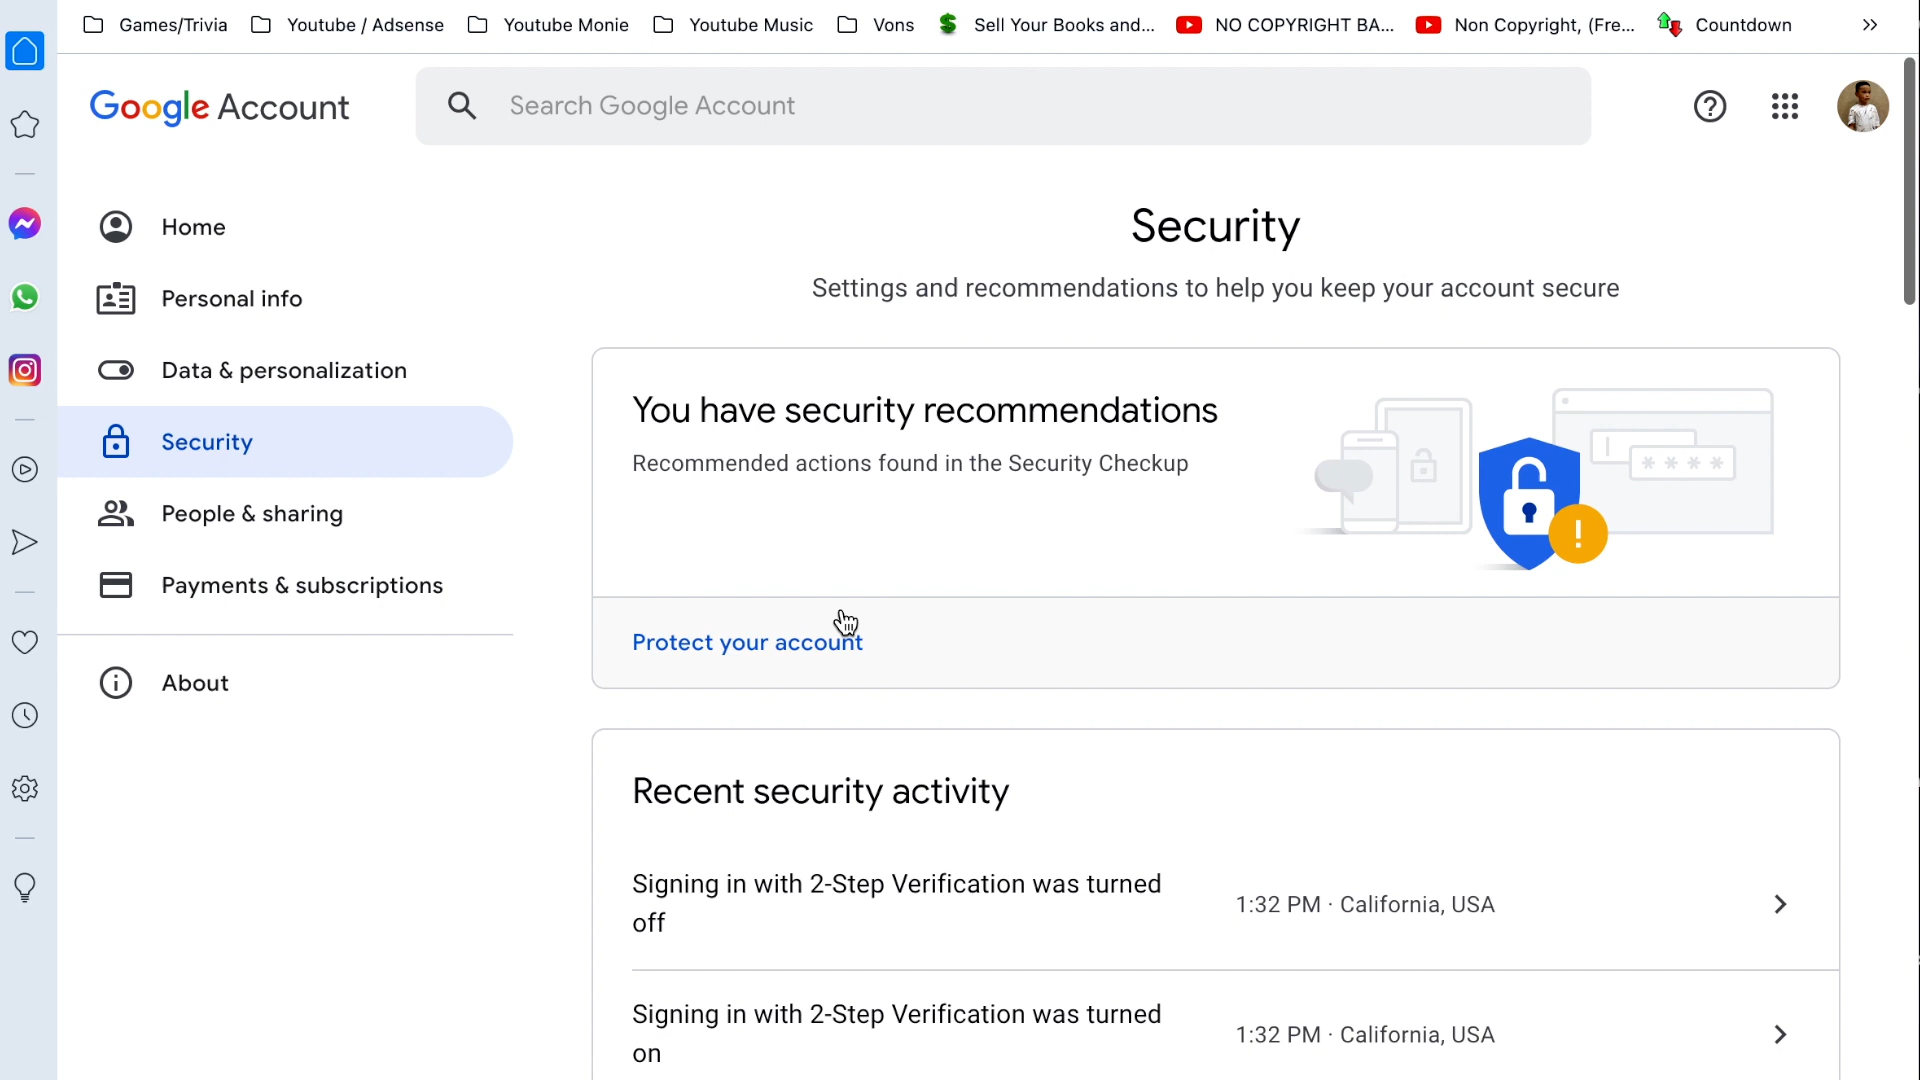 Games/Trivia Youtube / Adsense Youtube Monie Youtube Music Vons Sell Your Books and... NO COPYRIGHT BA... Non Copyright, (Fre... Countdown
Google Account
Search Google Account
Home
Personal info
Data & personalization
Security
People & sharing
Payments & subscriptions
About
Security
Settings and recommendations to help you keep your account secure
You have security recommendations
Recommended actions found in the Security Checkup
* * * *
Protect your account
Recent security activity
Signing in with 2-Step Verification was turned
off
1:32 PM · California, USA
Signing in with 2-Step Verification was turned
on
1:32 PM · California, USA